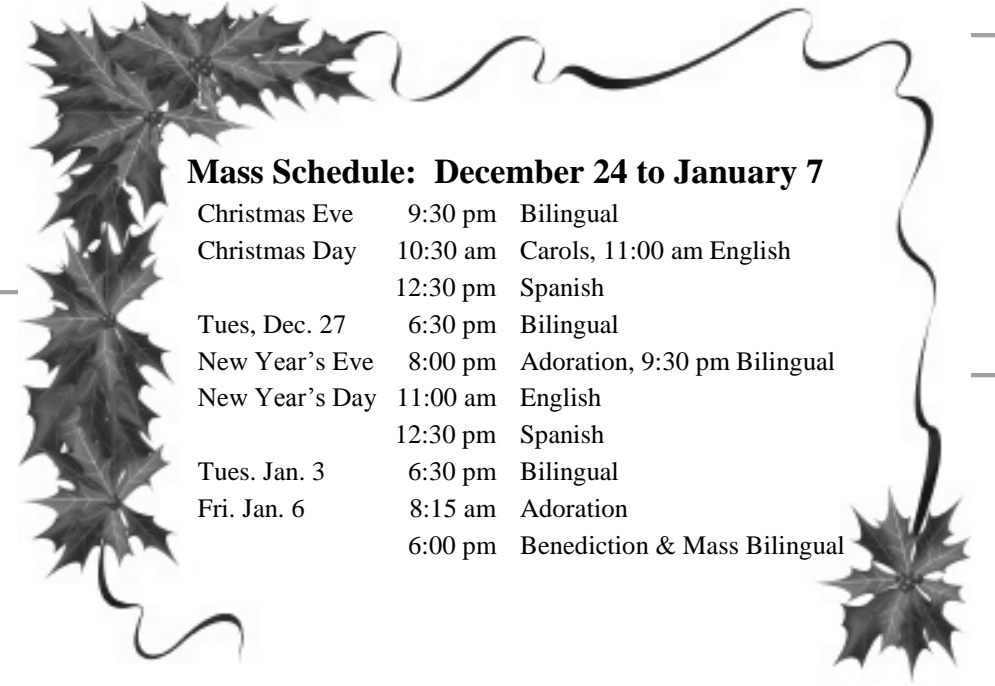 Mass Schedule:  December 24 to January 7
Christmas Eve 9:30 pm Bilingual
Christmas Day 10:30 am Carols, 11:00 am English
12:30 pm Spanish
Tues, Dec. 27 6:30 pm Bilingual
New Year’s Eve 8:00 pm Adoration, 9:30 pm Bilingual
New Year’s Day 11:00 am English
12:30 pm Spanish
Tues. Jan. 3 6:30 pm Bilingual
Fri. Jan. 6 8:15 am Adoration
6:00 pm Benediction & Mass Bilingual